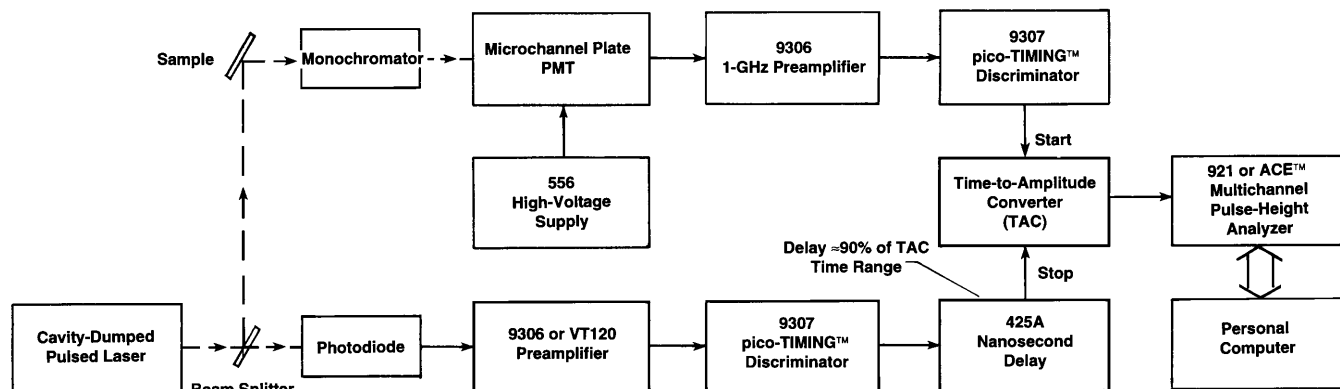 Sample
Monochromator
Microchannel Plate
PMT
9306
1-GHz Preamplifier
9307
pico-TIMING™
Discriminator
Start
556
High-Voltage
Supply
Time-to-Amplitude
Converter
(TAC)
921 or ACE™
Multichannel
Pulse-Height
Analyzer
Delay ≈90% of TAC
Time Range
Stop
Cavity-Dumped
Pulsed Laser
Beam Splitter
Photodiode
9306 or VT120
Preamplifier
9307
pico-TIMING™
Discriminator
425A
Nanosecond
Delay
Personal
Computer